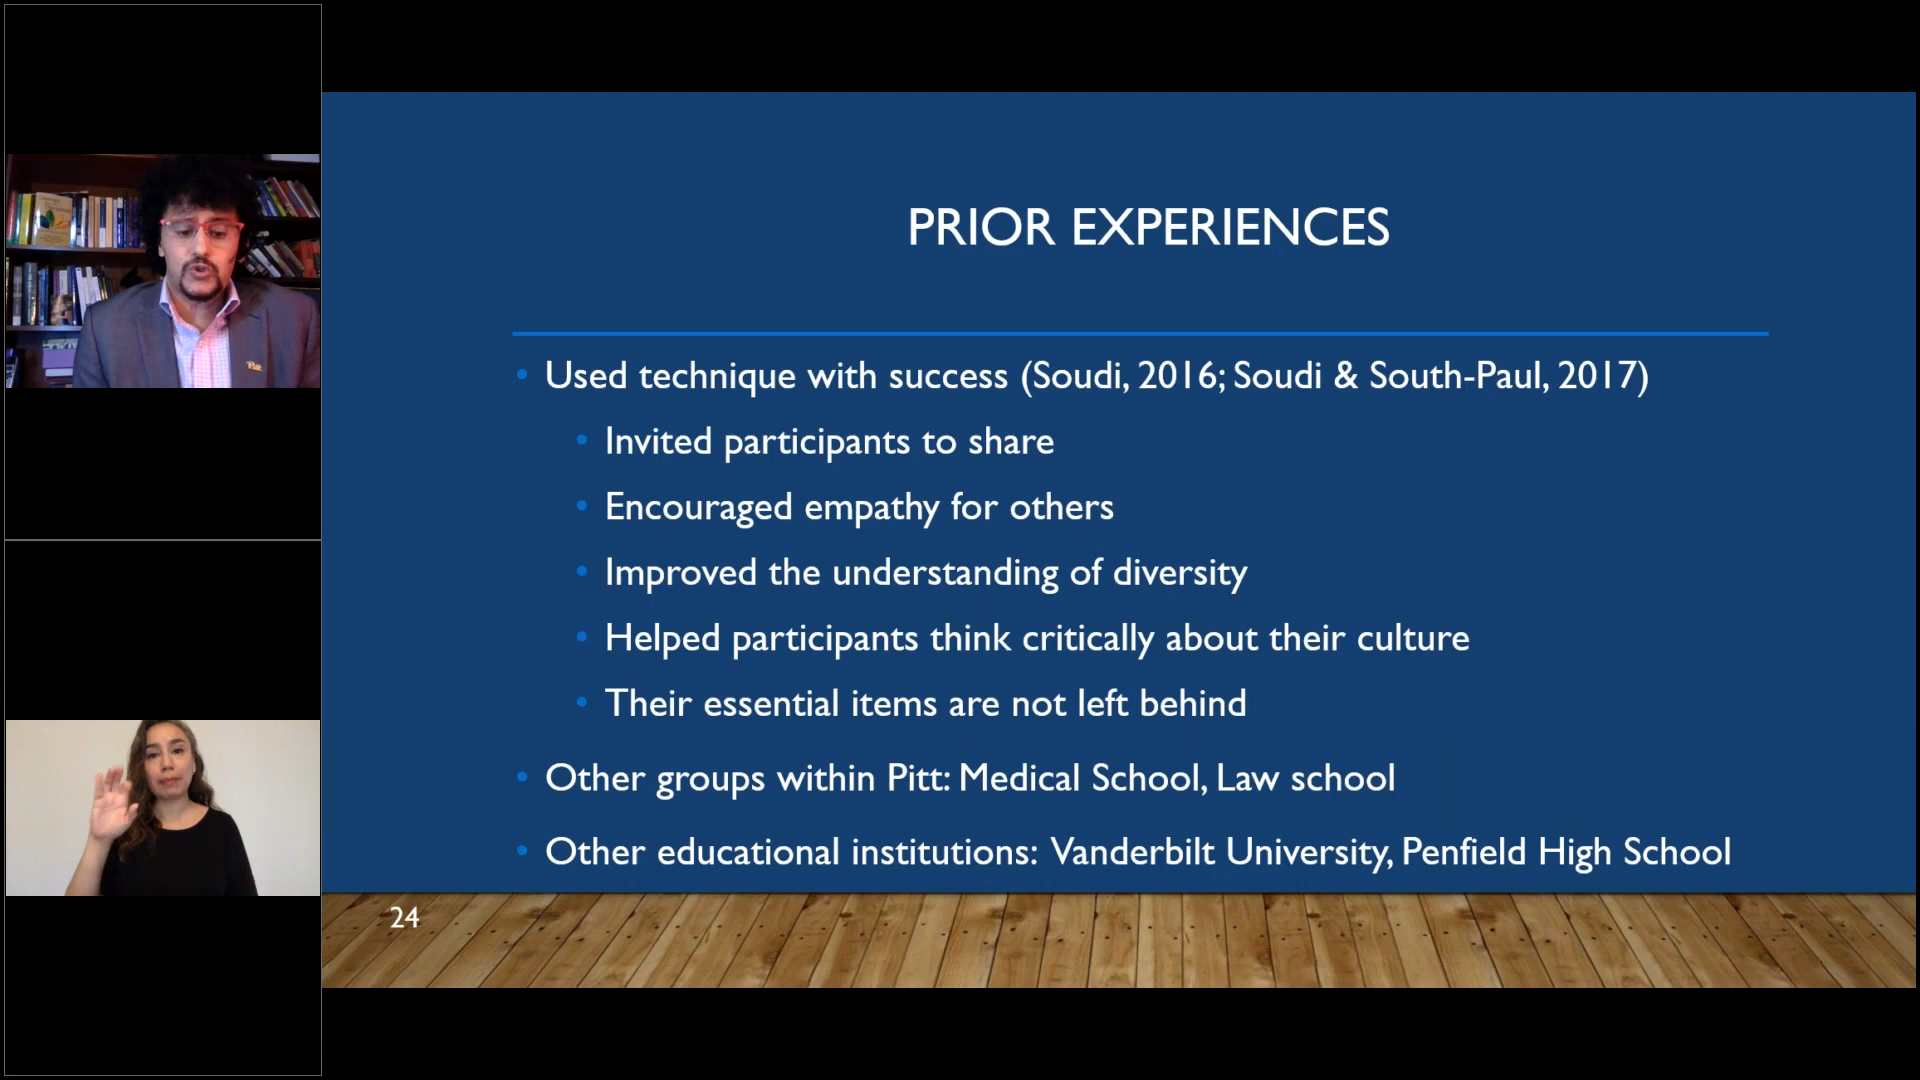 PRIOR EXPERIENCES
Used technique with success (Soudi, 2016; Soudi & South-Paul, 2017)
Invited participants to share
Encouraged empathy for others
Improved the understanding of diversity
Helped participants think critically about their culture
Their essential items are not left behind
Other groups within Pitt: Medical School, Law school
Other educational institutions: Vanderbilt University, Penfield High School
24